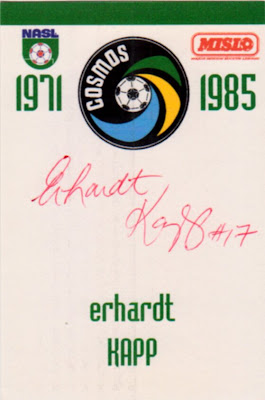 NASL
MISL
1971
COSMOS
1985
Erhardt
Kapp #17
erhardt
KAPP